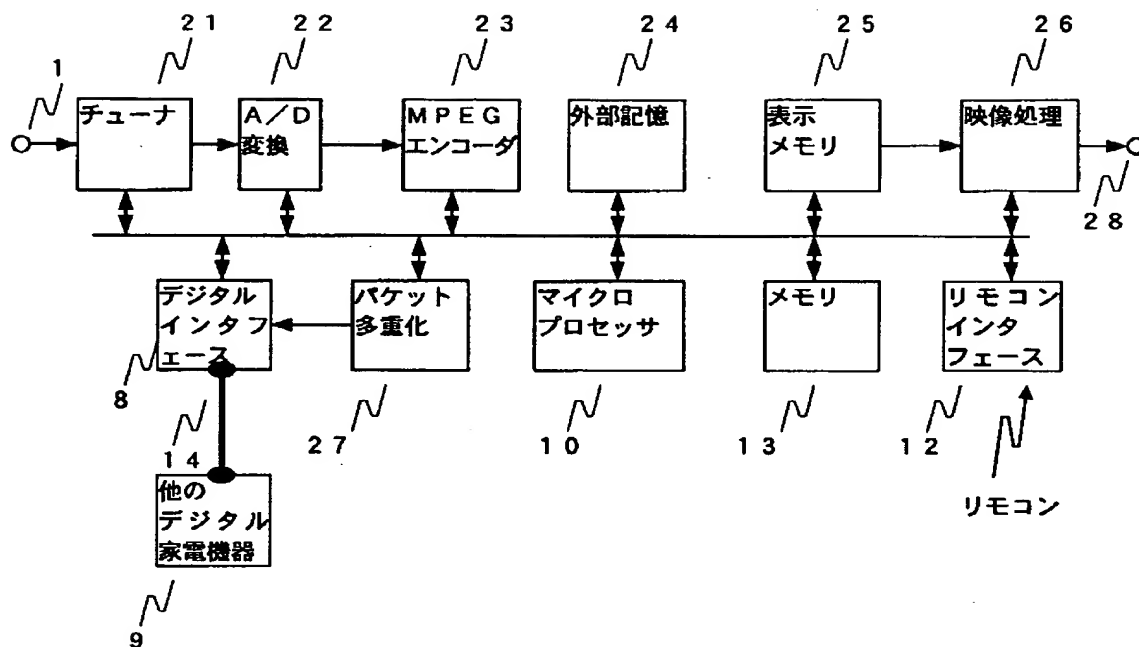 21
22
23
24
25
26
1
チューナ
A/D
変換
MPEG
エンコーダ
外部記憶
表示
メモリ
映像処理
28
デジタル
インタフ
ェース
パケット
多重化
マイクロ
プロセッサ
メモリ
リモコン
インタ
フェース
8
14
27
10
13
12
リモコン
他の
デジタル
家電機器
9